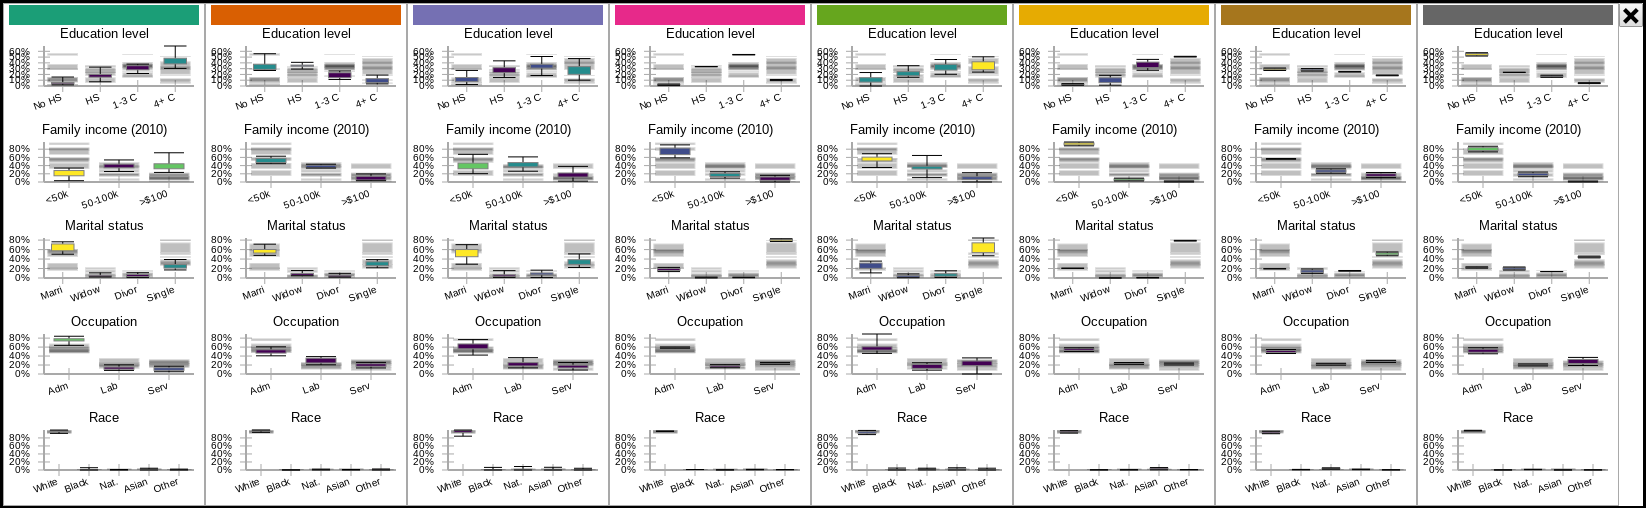 Education level Education level Education level Education level Education level Education level Education level Education level
60% 60% 60% 60% 60% 60% 60% 60%
50% 50% 50% 50% 50% 50% 50% 50%
40% 40% 40% 40% 40% 40% 40% 40%
30% 30% 30% 30% 30% 30% 30% 30%
20% 20% 20% 20% 20% 20% 20% 20%
10% 10% 10% 10% 10% 10% 10% 10%
0% 0% 0% 0% 0% 0% 0% 0%
No HS HS 1-3 C 4+ C No HS HS 1-3 C 4+ C No HS HS 1-3 C 4+ C No HS HS 1-3 C 4+ C No HS HS 1-3 C 4+ C No HS HS 1-3 C 4+ C No HS HS 1-3 C 4+ C No HS HS 1-3 C 4+ C
Family income (2010) Family income (2010) Family income (2010) Family income (2010) Family income (2010) Family income (2010) Family income (2010) Family income (2010)
80% 80% 80% 80% 80% 80% 80% 80%
60% 60% 60% 60% 60% 60% 60% 60%
40% 40% 40% 40% 40% 40% 40% 40%
20% 20% 20% 20% 20% 20% 20% 20%
0% 0% 0% 0% 0% 0% 0% 0%
<50k 50-100k >$100 <50k 50-100k >$100 <50k 50-100k >$100 <50k 50-100k >$100 <50k 50-100k >$100 <50k 50-100k >$100 <50k 50-100k >$100 <50k 50-100k >$100
Marital status Marital status Marital status Marital status Marital status Marital status Marital status Marital status
80% 80% 80% 80% 80% 80% 80% 80%
60% 60% 60% 60% 60% 60% 60% 60%
40% 40% 40% 40% 40% 40% 40% 40%
20% 20% 20% 20% 20% 20% 20% 20%
0% 0% 0% 0% 0% 0% 0% 0%
Marri Widow Divor Single Marri Widow Divor Single Marri Widow Divor Single Marri Widow Divor Single Marri Widow Divor Single Marri Widow Divor Single Marri Widow Divor Single Marri Widow Divor Single
Occupation Occupation Occupation Occupation Occupation Occupation Occupation Occupation
80% 80% 80% 80% 80% 80% 80% 80%
60% 60% 60% 60% 60% 60% 60% 60%
40% 40% 40% 40% 40% 40% 40% 40%
20% 20% 20% 20% 20% 20% 20% 20%
0% 0% 0% 0% 0% 0% 0% 0%
Adm Lab Serv Adm Lab Serv Adm Lab Serv Adm Lab Serv Adm Lab Serv Adm Lab Serv Adm Lab Serv Adm Lab Serv
Race Race Race Race Race Race Race Race
80% 80% 80% 80% 80% 80% 80% 80%
60% 60% 60% 60% 60% 60% 60% 60%
40% 40% 40% 40% 40% 40% 40% 40%
20% 20% 20% 20% 20% 20% 20% 20%
0% 0% 0% 0% 0% 0% 0% 0%
White Black Nat. Asian Other White Black Nat. Asian Other White Black Nat. Asian Other White Black Nat. Asian Other White Black Nat. Asian Other White Black Nat. Asian Other White Black Nat. Asian Other White Black Nat. Asian Other